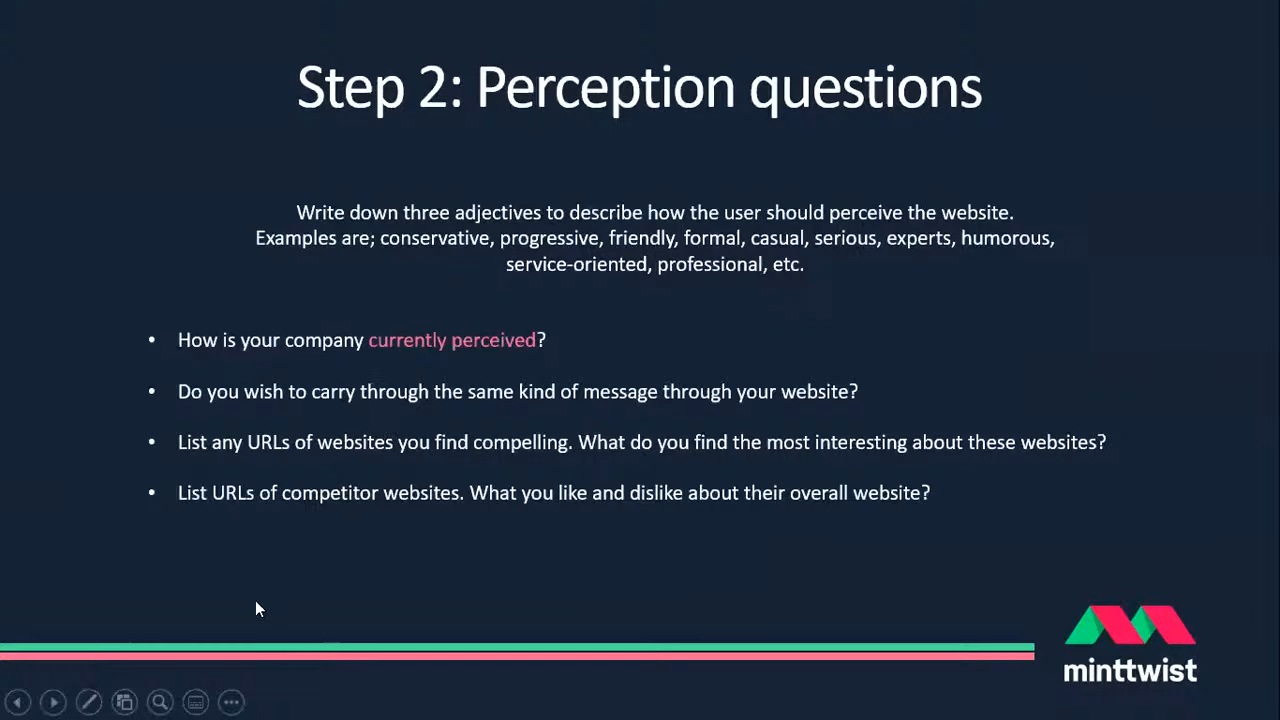 Step 2: Perception questions
Write down three adjectives to describe how the user should perceive the website.
Examples are; conservative, progressive, friendly, formal, casual, serious, experts, humorous,
service-oriented, professional, etc.
• How is your company currently perceived?
• Do you wish to carry through the same kind of message through your website?
• List any URLs of websites you find compelling. What do you find the most interesting about these websites?
• List URLs of competitor websites. What you like and dislike about their overall website?
minttwist